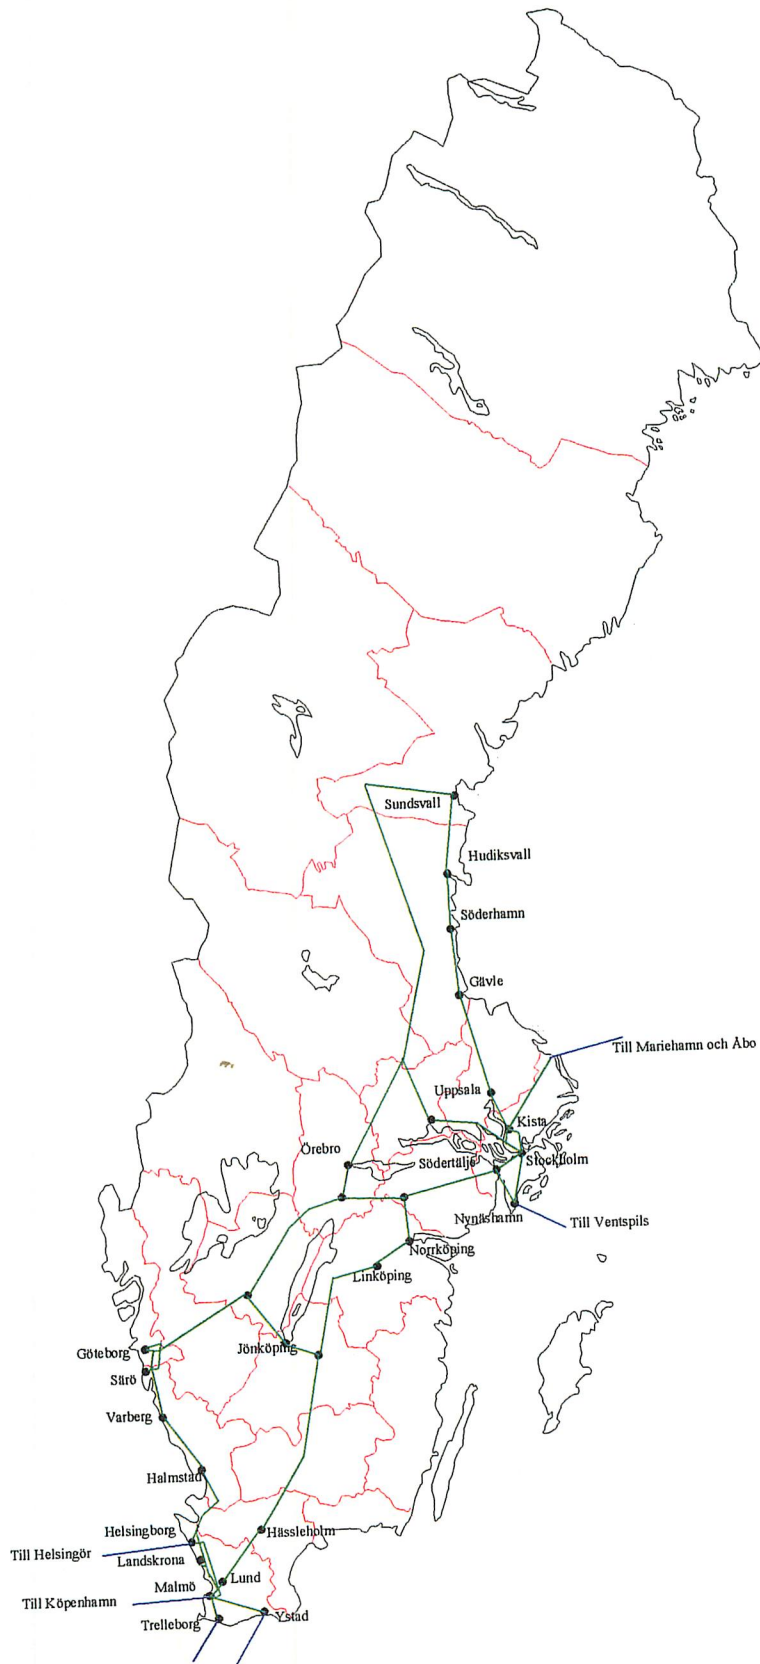 Sundsvall
Hudiksvall
Söderhamn
Gävle
Till Mariehamn och Åbo
Uppsala
Kista
Örebro
Södertälje
Stockholm
Nynäshamn
Till Ventspils
Norrköping
Linköping
Göteborg
Jönköping
Särö
Varberg
Halmstad
Helsingborg
Hässleholm
Till Helsingör
Landskrona
Lund
Malmö
Till Köpenhamn
Ystad
Trelleborg